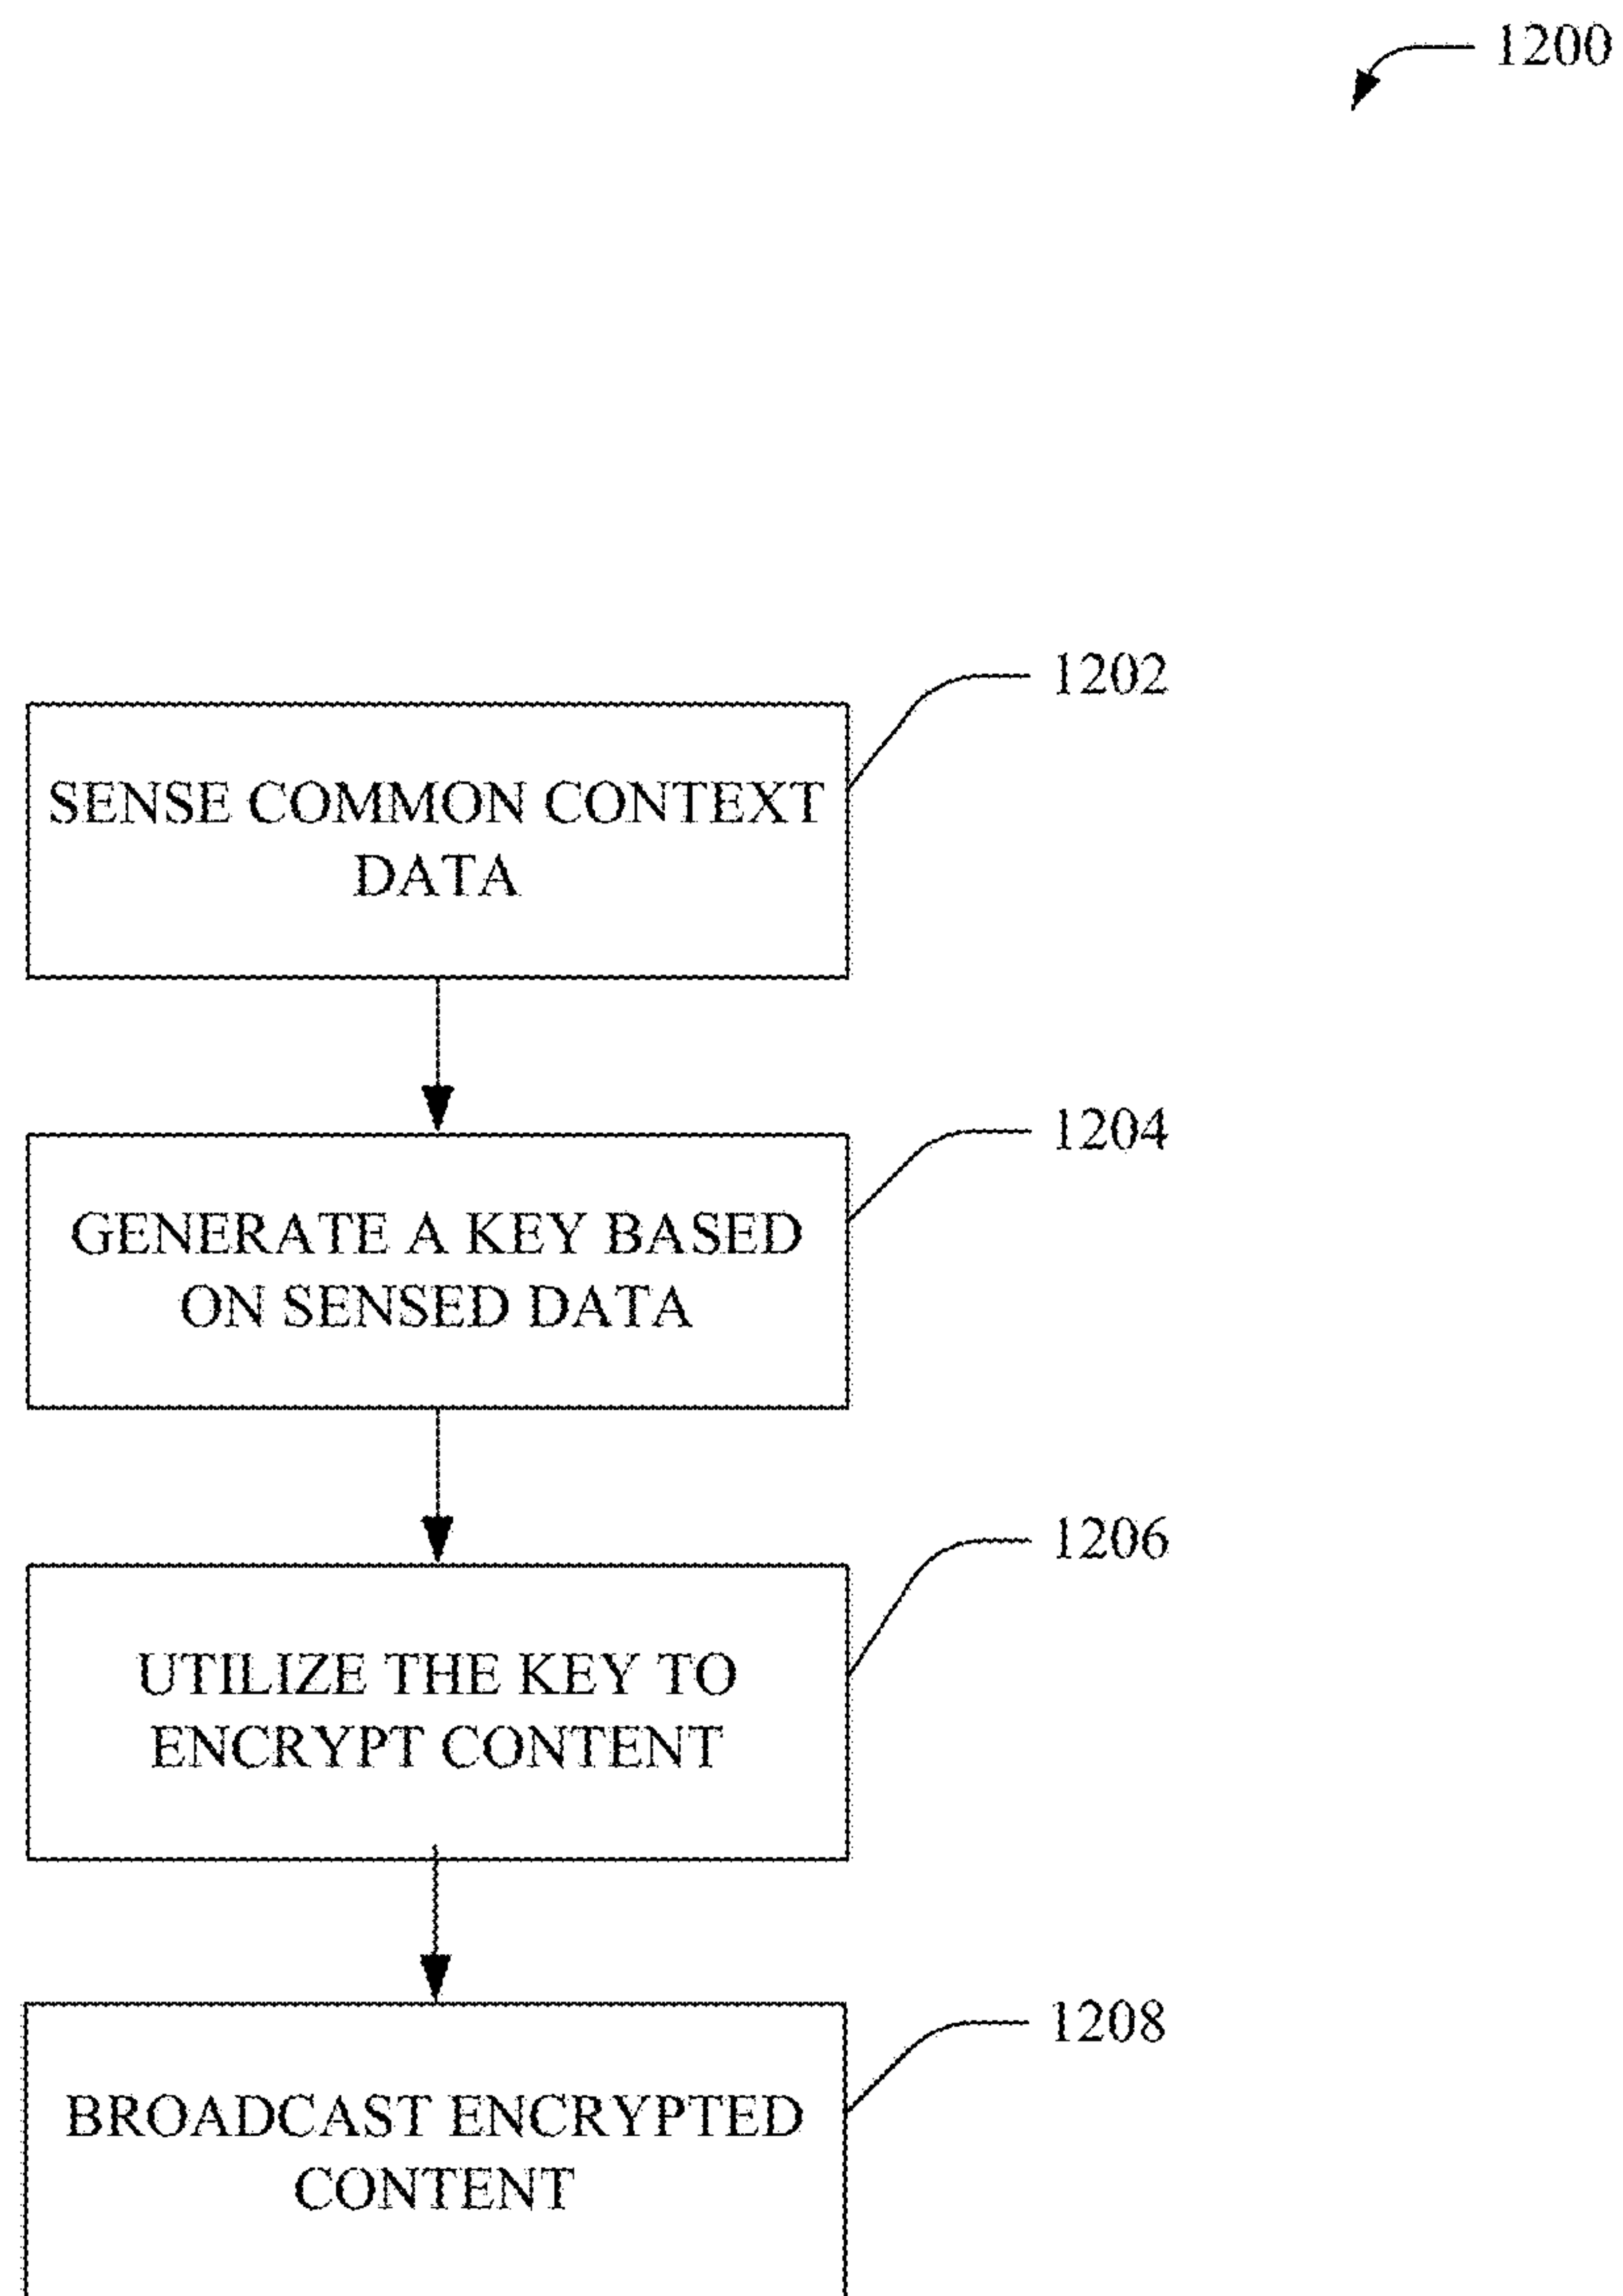 1200
1202
SENSE COMMON CONTEXT
DATA
1204
GENERATE A KEY BASED
ON SENSED DATA
1206
UTILIZE THE KEY TO
ENCRYPT CONTENT
1208
BROADCAST ENCRYPTED
CONTENT